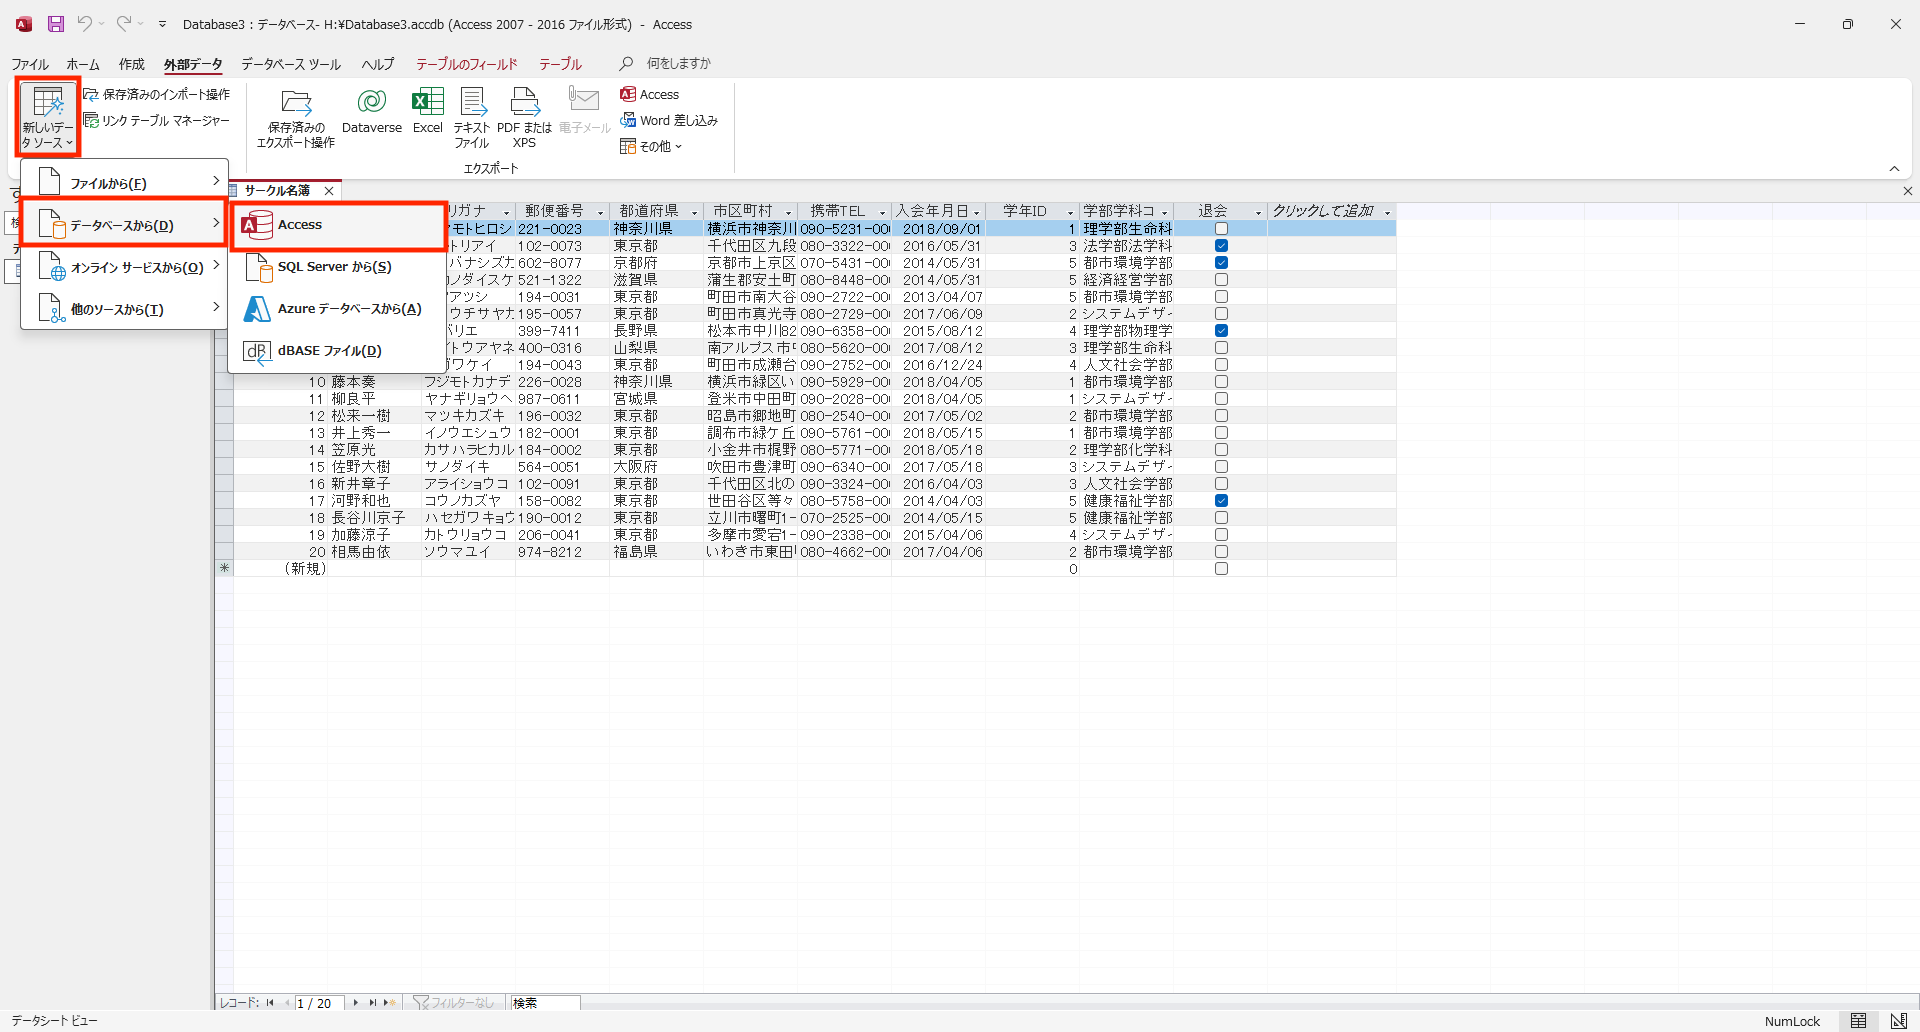 Database3 : データベース- H:¥Database3.accdb (Access 2007 - 2016 ファイル形式) - Access
ファイル ホーム 作成 外部データ データベース ツール ヘルプ テーブルのフィールド テーブル 何をしますか
新しいデー
タ ソース
保存済みのインポート操作
リンク テーブル マネージャー
保存済みの
エクスポート操作
Dataverse
Excel
テキスト
ファイル
PDF または
XPS
電子メール
Access
Word 差し込み
その他
エクスポート
ファイルから(F)
データベースから(D)
オンライン サービスから(O)
他のソースから(T)
Access
SQL Server から(S)
Azure データベースから(A)
dBASE ファイル(D)
サークル名簿
リガナ 郵便番号 都道府県 市区町村 携帯TEL 入会年月日 学年ID 学部学科コ 退会 クリックして追加
モトヒロシ 221-0023 神奈川県 横浜市神奈川 090-5231-00 2018/09/01 1 理学部生命科
トリアイ 102-0073 東京都 千代田区九段 080-3322-00 2016/05/31 3 法学部法学科
バナシズカ 602-8077 京都府 京都市上京区 070-5431-00 2014/05/31 5 都市環境学部
ノダイスケ 521-1322 滋賀県 蒲生郡安土町 080-8448-00 2014/05/31 5 経済経営学部
アツシ 194-0031 東京都 町田市南大谷 090-2722-00 2013/04/07 5 都市環境学部
ウチサヤカ 195-0057 東京都 町田市真光寺 080-2729-00 2017/06/09 2 システムデザイ
バリエ 399-7411 長野県 松本市中川82 090-6358-00 2015/08/12 4 理学部物理学
トウアヤネ 400-0316 山梨県 南アルプス市 080-5620-00 2017/08/12 3 理学部生命科
ガワケイ 194-0043 東京都 町田市成瀬台 090-2752-00 2016/12/24 4 人文社会学部
10 藤本奏 フジモトカナデ 226-0028 神奈川県 横浜市緑区い 090-5929-00 2018/04/05 1 都市環境学部
11 柳良平 ヤナギリョウヘ 987-0611 宮城県 登米市中田町 090-2028-00 2018/04/05 1 システムデザイ
12 松来一樹 マツキカズキ 196-0032 東京都 昭島市郷地町 080-2540-00 2017/05/02 2 都市環境学部
13 井上秀一 イノウエシュウ 182-0001 東京都 調布市緑ケ丘 090-5761-00 2018/05/15 1 都市環境学部
14 笠原光 カサハラヒカル 184-0002 東京都 小金井市梶野 080-5771-00 2018/05/18 2 理学部化学科
15 佐野大樹 サノダイキ 564-0051 大阪府 吹田市豊津町 090-6340-00 2017/05/18 3 システムデザイ
16 新井章子 アライショウコ 102-0091 東京都 千代田区北の 090-3324-00 2016/04/03 3 人文社会学部
17 河野和也 コウノカズヤ 158-0082 東京都 世田谷区等々 080-5758-00 2014/04/03 5 健康福祉学部
18 長谷川京子 ハセガワキョウ 190-0012 東京都 立川市曙町1- 070-2525-00 2014/05/15 5 健康福祉学部
19 加藤涼子 カトウリョウコ 206-0041 東京都 多摩市愛宕1- 090-2338-00 2015/04/06 4 システムデザイ
20 相馬由依 ソウマユイ 974-8212 福島県 いわき市東田 080-4662-00 2017/04/06 2 都市環境学部
(新規) 0
レコード: 1 / 20 フィルターなし 検索
データシート ビュー
NumLock